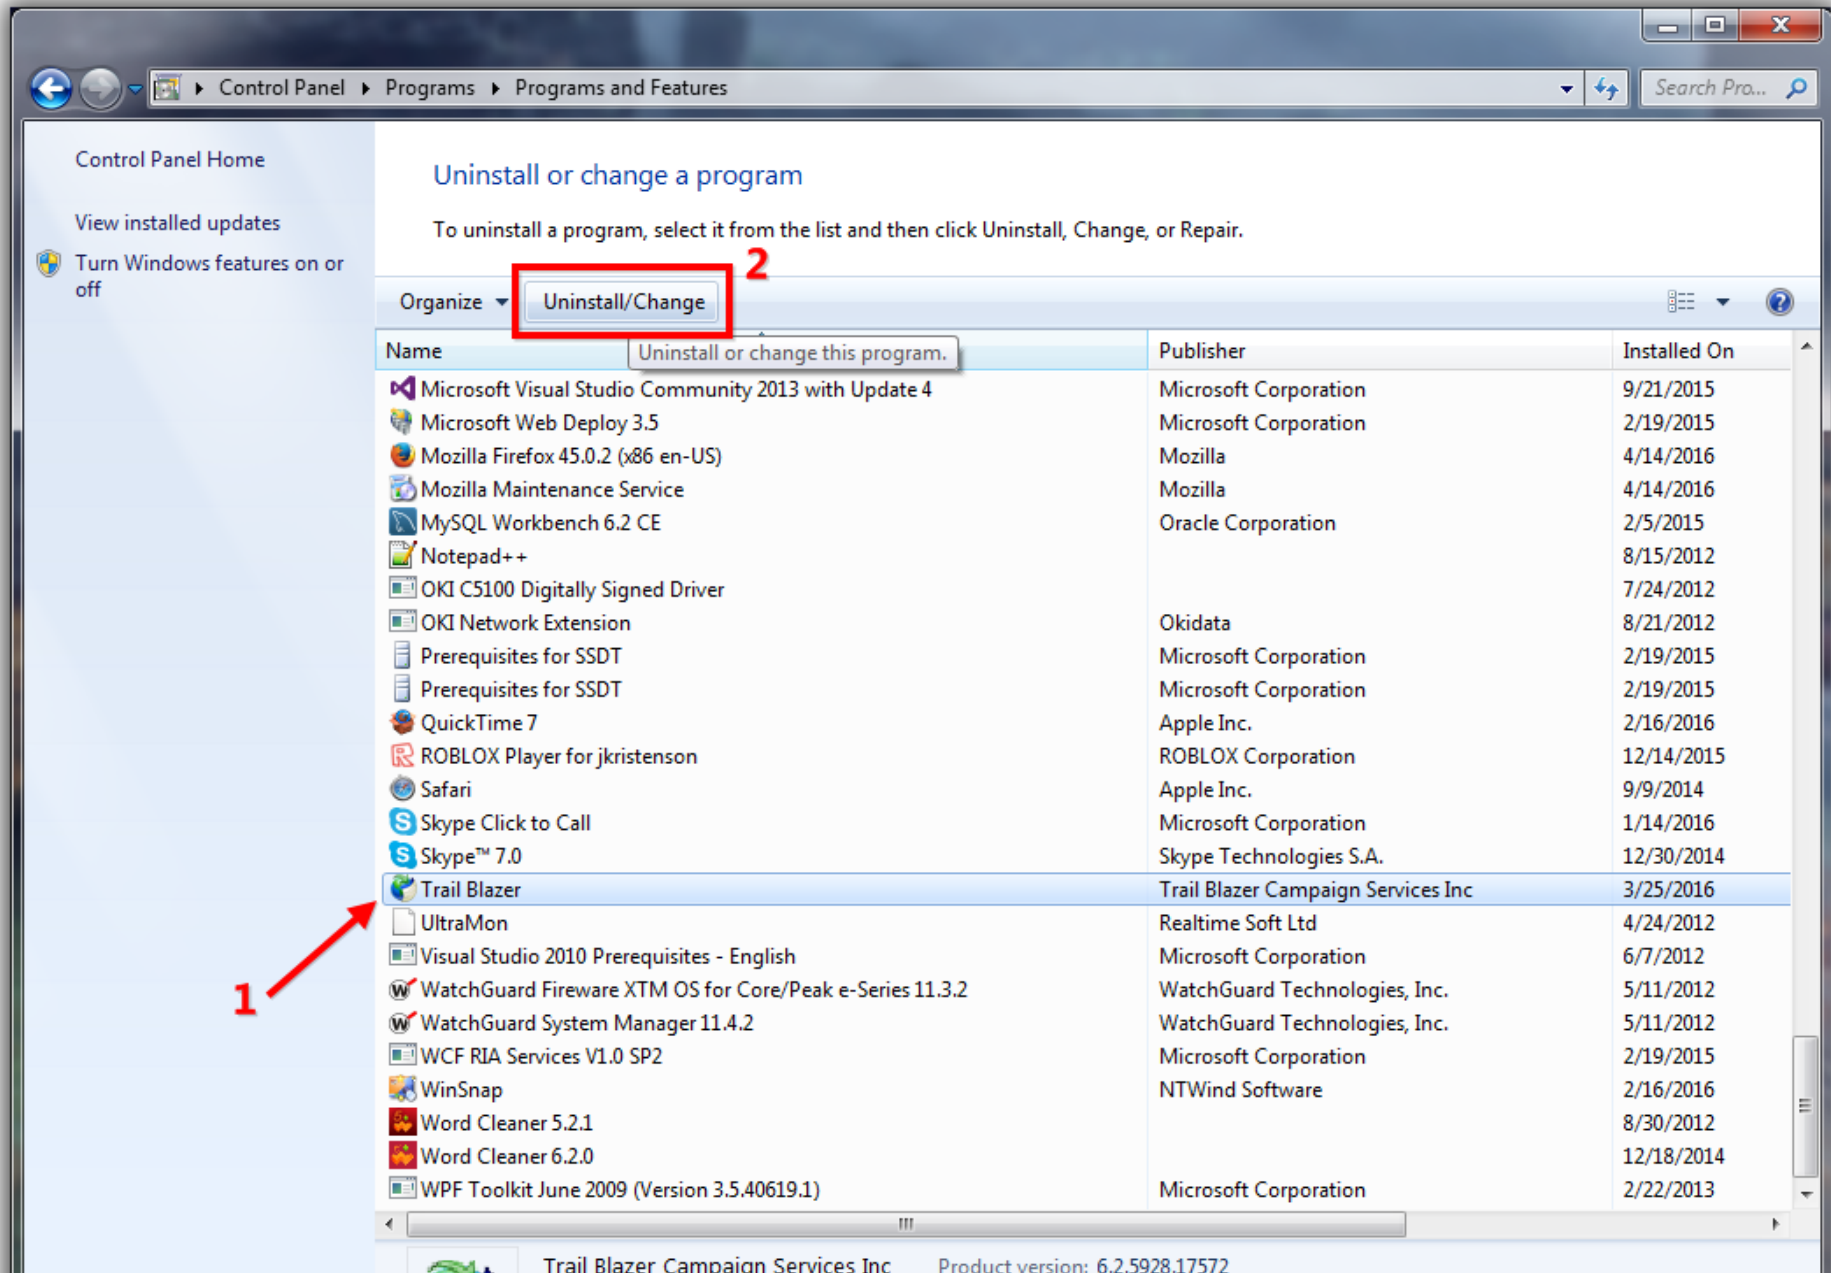 Control Panel ▸ Programs ▸ Programs and Features
Search Pro...
Control Panel Home
View installed updates
Turn Windows features on or
off
Uninstall or change a program
To uninstall a program, select it from the list and then click Uninstall, Change, or Repair.
2
Organize Uninstall/Change
Name Publisher Installed On
Uninstall or change this program.
Microsoft Visual Studio Community 2013 with Update 4 Microsoft Corporation 9/21/2015
Microsoft Web Deploy 3.5 Microsoft Corporation 2/19/2015
Mozilla Firefox 45.0.2 (x86 en-US) Mozilla 4/14/2016
Mozilla Maintenance Service Mozilla 4/14/2016
MySQL Workbench 6.2 CE Oracle Corporation 2/5/2015
Notepad++ 8/15/2012
OKI C5100 Digitally Signed Driver 7/24/2012
OKI Network Extension Okidata 8/21/2012
Prerequisites for SSDT Microsoft Corporation 2/19/2015
Prerequisites for SSDT Microsoft Corporation 2/19/2015
QuickTime 7 Apple Inc. 2/16/2016
ROBLOX Player for jkristenson ROBLOX Corporation 12/14/2015
Safari Apple Inc. 9/9/2014
Skype Click to Call Microsoft Corporation 1/14/2016
Skype™ 7.0 Skype Technologies S.A. 12/30/2014
Trail Blazer Trail Blazer Campaign Services Inc 3/25/2016
UltraMon Realtime Soft Ltd 4/24/2012
Visual Studio 2010 Prerequisites - English Microsoft Corporation 6/7/2012
1
WatchGuard Fireware XTM OS for Core/Peak e-Series 11.3.2 WatchGuard Technologies, Inc. 5/11/2012
WatchGuard System Manager 11.4.2 WatchGuard Technologies, Inc. 5/11/2012
WCF RIA Services V1.0 SP2 Microsoft Corporation 2/19/2015
WinSnap NTWind Software 2/16/2016
Word Cleaner 5.2.1 8/30/2012
Word Cleaner 6.2.0 12/18/2014
WPF Toolkit June 2009 (Version 3.5.40619.1) Microsoft Corporation 2/22/2013
Trail Blazer Campaign Services Inc Product version: 6.2.5928.17572